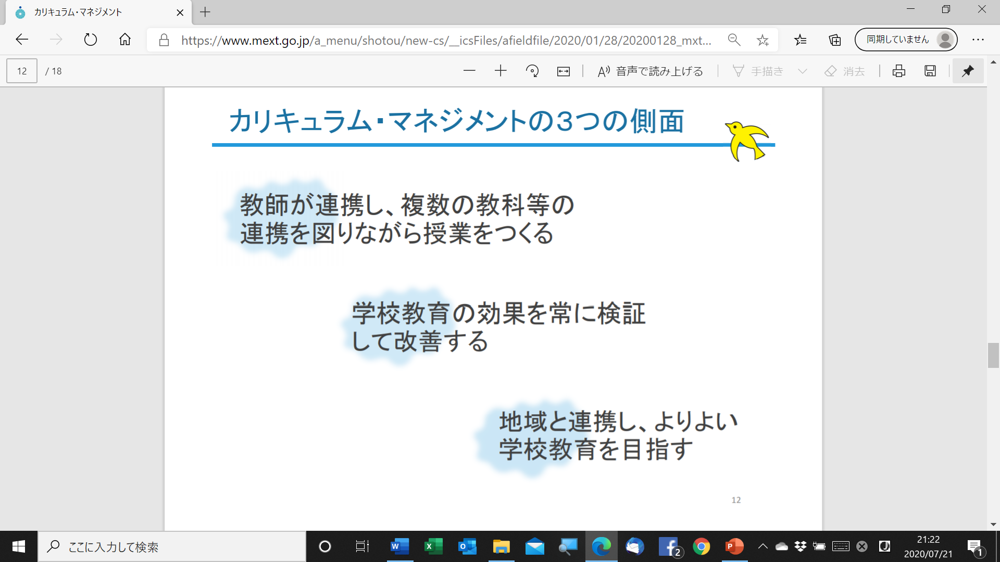 カリキュラム・マネジメント
https://www.mext.go.jp/a_menu/shotou/new-cs/__icsFiles/afieldfile/2020/01/28/20200128_mxt...
同期していません
12 / 18
音声で読み上げる
手描き
消去
カリキュラム・マネジメントの３つの側面
教師が連携し、複数の教科等の
連携を図りながら授業をつくる
学校教育の効果を常に検証
して改善する
地域と連携し、よりよい
学校教育を目指す
12
ここに入力して検索
2
21:22
2020/07/21
1